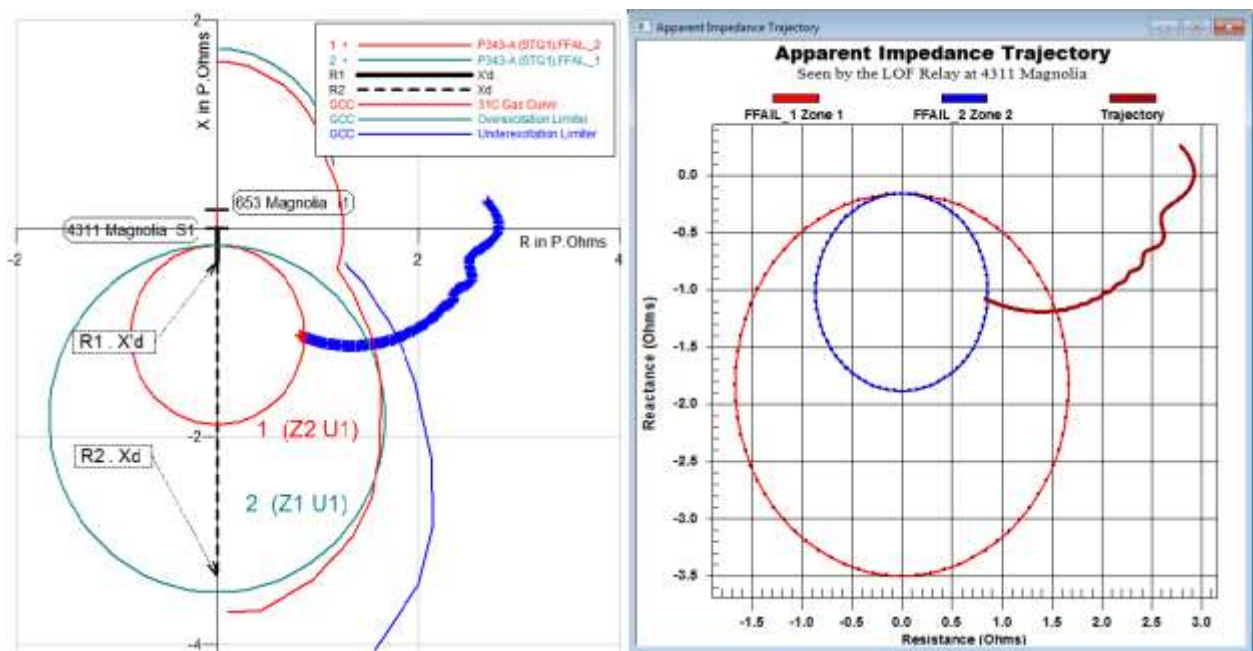 2
X in P.Ohms
1 + P343-A (STG1),FFAIL_2
2 + P343-A (STG1),FFAIL_1
R1 X'd
R2 Xd
GCC 31C Gas Curve
GCC Overexcitation Limiter
GCC Underexcitation Limiter
653 Magnolia
4311 Magnolia S1
R in P.Ohms
-2
2
4
R1 . X'd
1 (Z2 U1)
-2
R2 . Xd
2 (Z1 U1)
-4
Apparent Impedance Trajectory
Apparent Impedance Trajectory
Seen by the LOF Relay at 4311 Magnolia
FFAIL_1 Zone 1
FFAIL_2 Zone 2
Trajectory
Reactance (Ohms)
0.0
-0.5
-1.0
-1.5
-2.0
-2.5
-3.0
-3.5
-1.5 -1.0 -0.5 0.0 0.5 1.0 1.5 2.0 2.5 3.0
Resistance (Ohms)